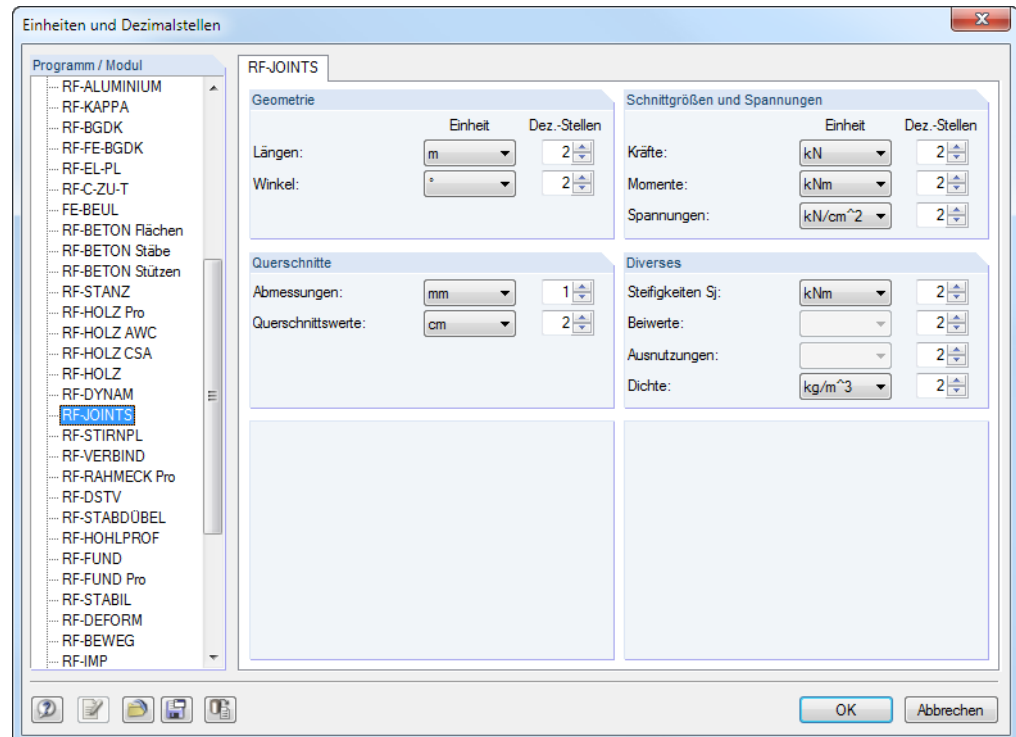 Einheiten und Dezimalstellen
Programm / Modul
RF-ALUMINIUM
RF-KAPPA
RF-BGDK
RF-FE-BGDK
RF-EL-PL
RF-C-ZU-T
FE-BEUL
RF-BETON Flächen
RF-BETON Stäbe
RF-BETON Stützen
RF-STANZ
RF-HOLZ Pro
RF-HOLZ AWC
RF-HOLZ CSA
RF-HOLZ
RF-DYNAM
RF-JOINTS
RF-STIRNPL
RF-VERBIND
RF-RAHMECK Pro
RF-DSTV
RF-STABDÜBEL
RF-HOHLPROF
RF-FUND
RF-FUND Pro
RF-STABIL
RF-DEFORM
RF-BEWEG
RF-IMP
RF-JOINTS
Geometrie
Einheit Dez.-Stellen
Längen: m 2
Winkel: ° 2
Schnittgrößen und Spannungen
Einheit Dez.-Stellen
Kräfte: kN 2
Momente: kNm 2
Spannungen: kN/cm^2 2
Querschnitte
Abmessungen: mm 1
Querschnittswerte: cm 2
Diverses
Steifigkeiten Sj: kNm 2
Beiwerte: 2
Ausnutzungen: 2
Dichte: kg/m^3 2
OK Abbrechen